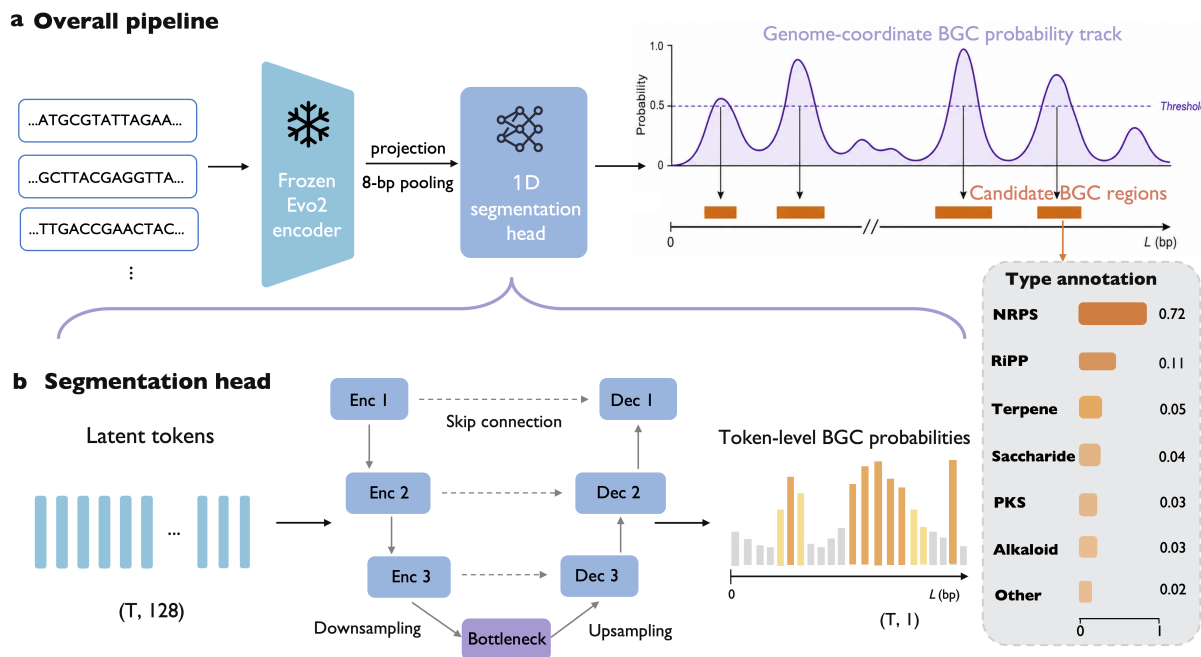 a Overall pipeline
...ATGCGTATTAGAA...
...GCTTACGAGGTTA...
...TTGACCGAACTAC...
⋮
Frozen
Evo2
encoder
projection
8-bp pooling
1D
segmentation
head
Genome-coordinate BGC probability track
Probability
1.0
0.5
0
Threshold
Candidate BGC regions
0
//
L (bp)
Type annotation
NRPS 0.72
RiPP 0.11
Terpene 0.05
Saccharide 0.04
PKS 0.03
Alkaloid 0.03
Other 0.02
0 1
b Segmentation head
Latent tokens
...
(T, 128)
Enc 1
Skip connection
Dec 1
Enc 2
Dec 2
Enc 3
Dec 3
Downsampling
Bottleneck
Upsampling
Token-level BGC probabilities
0
L (bp)
(T, 1)